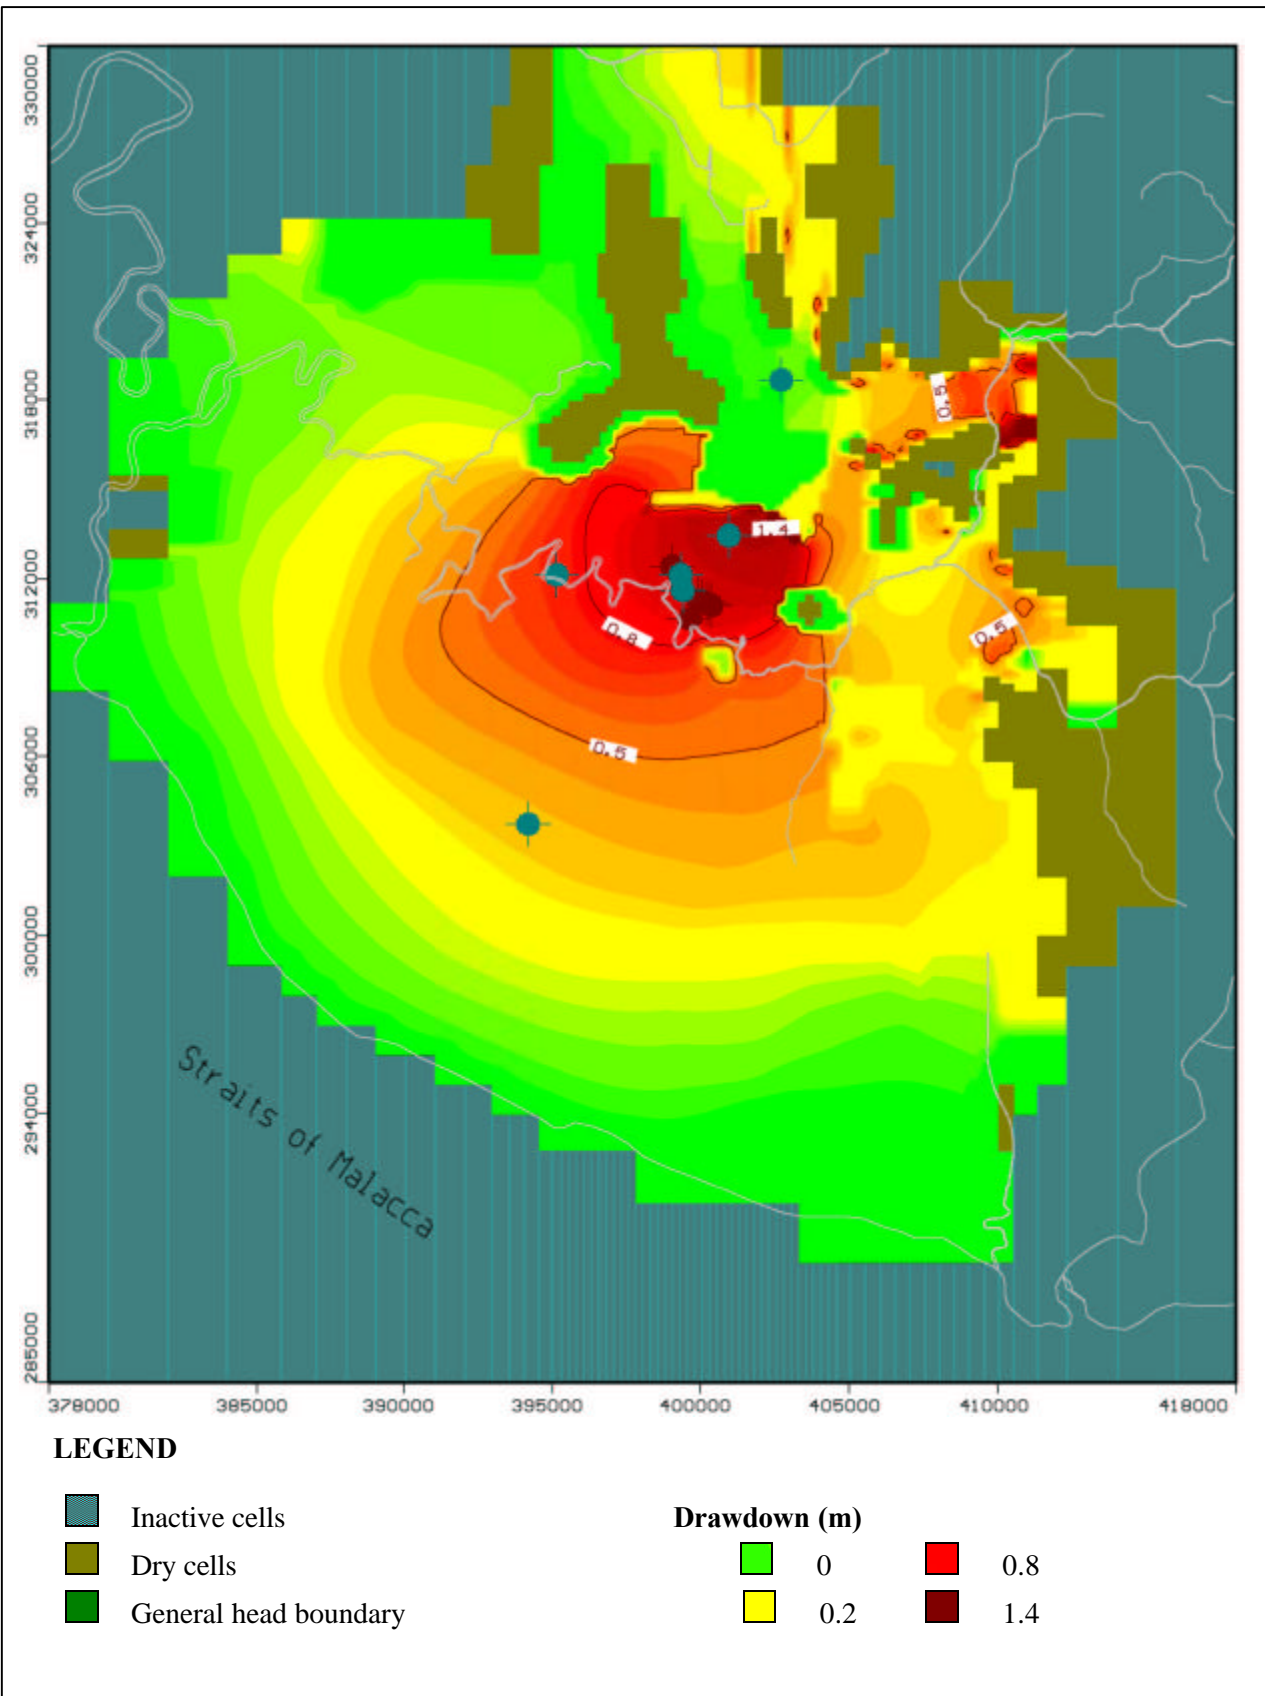 330000
324000
318000
312000
306000
300000
294000
285000
0.5
1.4
0.8
0.5
0.5
Straits of Malacca
378000 385000 390000 395000 400000 405000 410000 418000
LEGEND
Inactive cells
Dry cells
General head boundary
Drawdown (m)
0 0.8
0.2 1.4